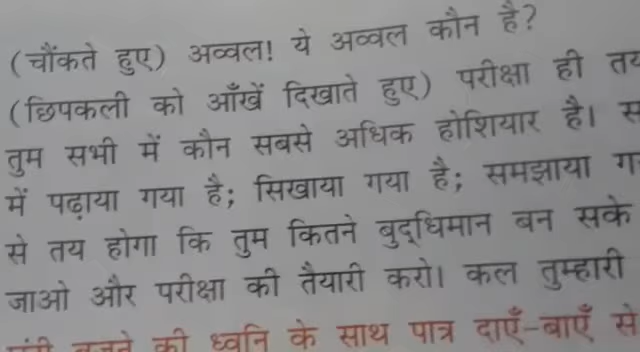 (चौंकते हुए) अव्वल! ये अव्वल कौन है?
(छिपकली को आँखें दिखाते हुए) परीक्षा ही
तुम सभी में कौन सबसे अधिक होशियार है।
में पढ़ाया गया है; सिखाया गया है; समझाया
से तय होगा कि तुम कितने बुद्धिमान बन सके
जाओ और परीक्षा की तैयारी करो। कल तुम्हारी
की ध्वनि के साथ पात्र दाएँ-बाएँ से